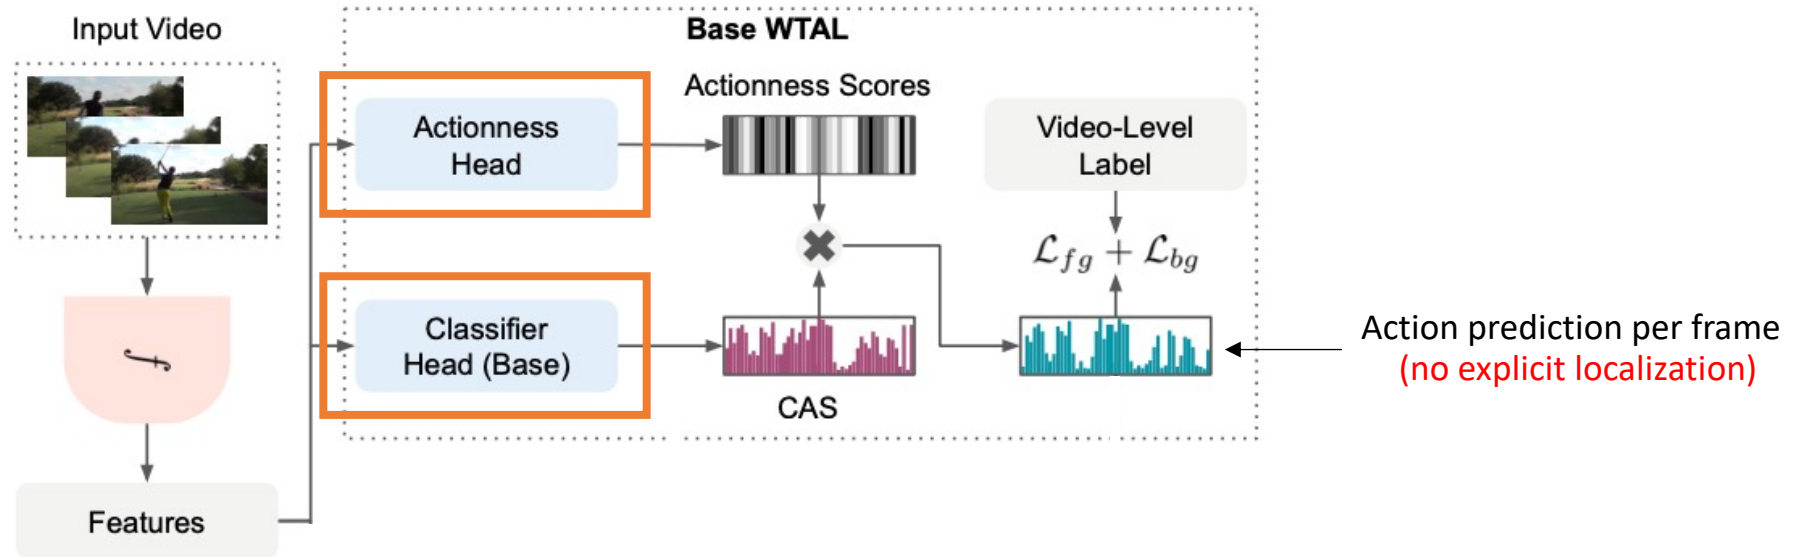 Input Video
Base WTAL
Actionness Scores
Actionness
Head
Video-Level
Label
𝓛fg + 𝓛bg
Classifier
Head (Base)
CAS
Action prediction per frame
(no explicit localization)
f
Features